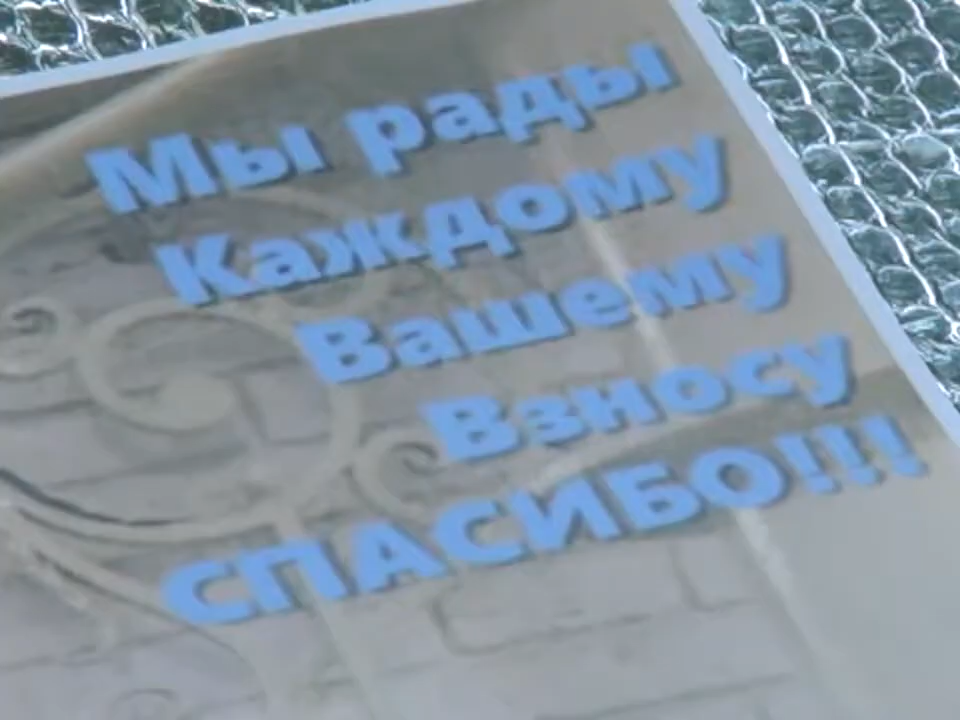 Мы рады
Каждому
Вашему
Взносу
СПАСИБО!!!